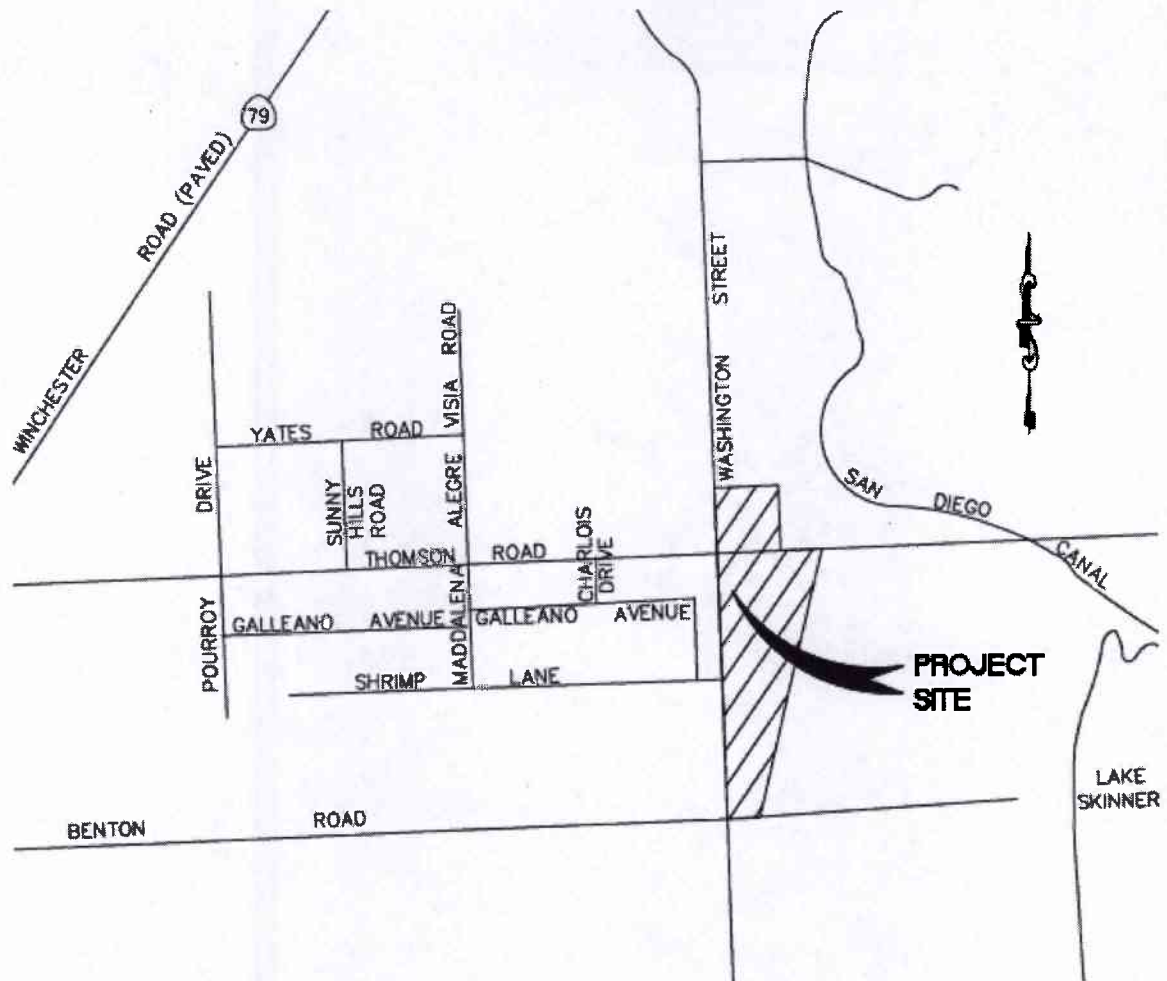 79
WINCHESTER ROAD (PAVED)
WASHINGTON STREET
POURROY DRIVE
YATES ROAD
SUNNY
HILLS
ROAD
MADDALENA ALEGRE VISIA ROAD
THOMSON ROAD
CHARLOIS
DRIVE
GALLEANO AVENUE
GALLEANO AVENUE
SHRIMP LANE
SAN DIEGO CANAL
PROJECT
SITE
LAKE
SKINNER
BENTON ROAD